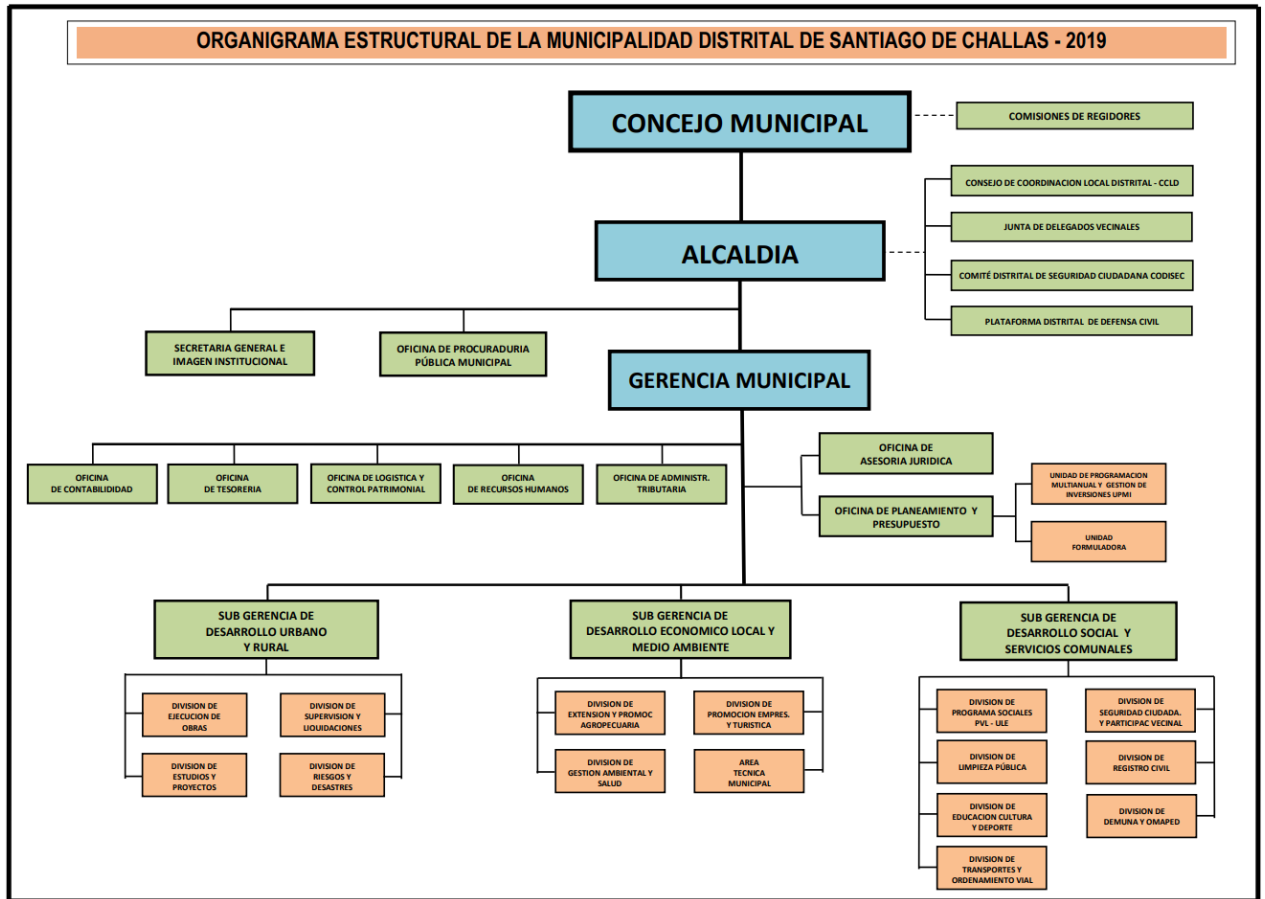 ORGANIGRAMA ESTRUCTURAL DE LA MUNICIPALIDAD DISTRITAL DE SANTIAGO DE CHALLAS - 2019
CONCEJO MUNICIPAL
COMISIONES DE REGIDORES
CONSEJO DE COORDINACION LOCAL DISTRITAL - CCLD
JUNTA DE DELEGADOS VECINALES
ALCALDIA
COMITÉ DISTRITAL DE SEGURIDAD CIUDADANA CODISEC
PLATAFORMA DISTRITAL DE DEFENSA CIVIL
SECRETARIA GENERAL E
IMAGEN INSTITUCIONAL
OFICINA DE PROCURADURIA
PÚBLICA MUNICIPAL
GERENCIA MUNICIPAL
OFICINA
DE CONTABILIDIDAD
OFICINA
DE TESORERIA
OFICINA DE LOGISTICA Y
CONTROL PATRIMONIAL
OFICINA
DE RECURSOS HUMANOS
OFICINA DE ADMINISTR.
TRIBUTARIA
OFICINA DE
ASESORIA JURIDICA
OFICINA DE PLANEAMIENTO Y
PRESUPUESTO
UNIDAD DE PROGRAMACION
MULTIANUAL Y GESTION DE
INVERSIONES UPMI
UNIDAD
FORMULADORA
SUB GERENCIA DE
DESARROLLO URBANO
Y RURAL
SUB GERENCIA DE
DESARROLLO ECONOMICO LOCAL Y
MEDIO AMBIENTE
SUB GERENCIA DE
DESARROLLO SOCIAL Y
SERVICIOS COMUNALES
DIVISION DE
EJECUCION DE
OBRAS
DIVISION DE
SUPERVISION Y
LIQUIDACIONES
DIVISION DE
ESTUDIOS Y
PROYECTOS
DIVISION DE
RIESGOS Y
DESASTRES
DIVISION DE
EXTENSION Y PROMOC
AGROPECUARIA
DIVISION DE
PROMOCION EMPRES.
Y TURISTICA
DIVISION DE
GESTION AMBIENTAL Y
SALUD
AREA
TECNICA
MUNICIPAL
DIVISION DE
PROGRAMA SOCIALES
PVL - ULE
DIVISION DE
SEGURIDAD CIUDADA.
Y PARTICIPAC VECINAL
DIVISION DE
LIMPIEZA PÚBLICA
DIVISION DE
REGISTRO CIVIL
DIVISION DE
EDUCACION CULTURA
Y DEPORTE
DIVISION DE
DEMUNA Y OMAPED
DIVISION DE
TRANSPORTES Y
ORDENAMIENTO VIAL